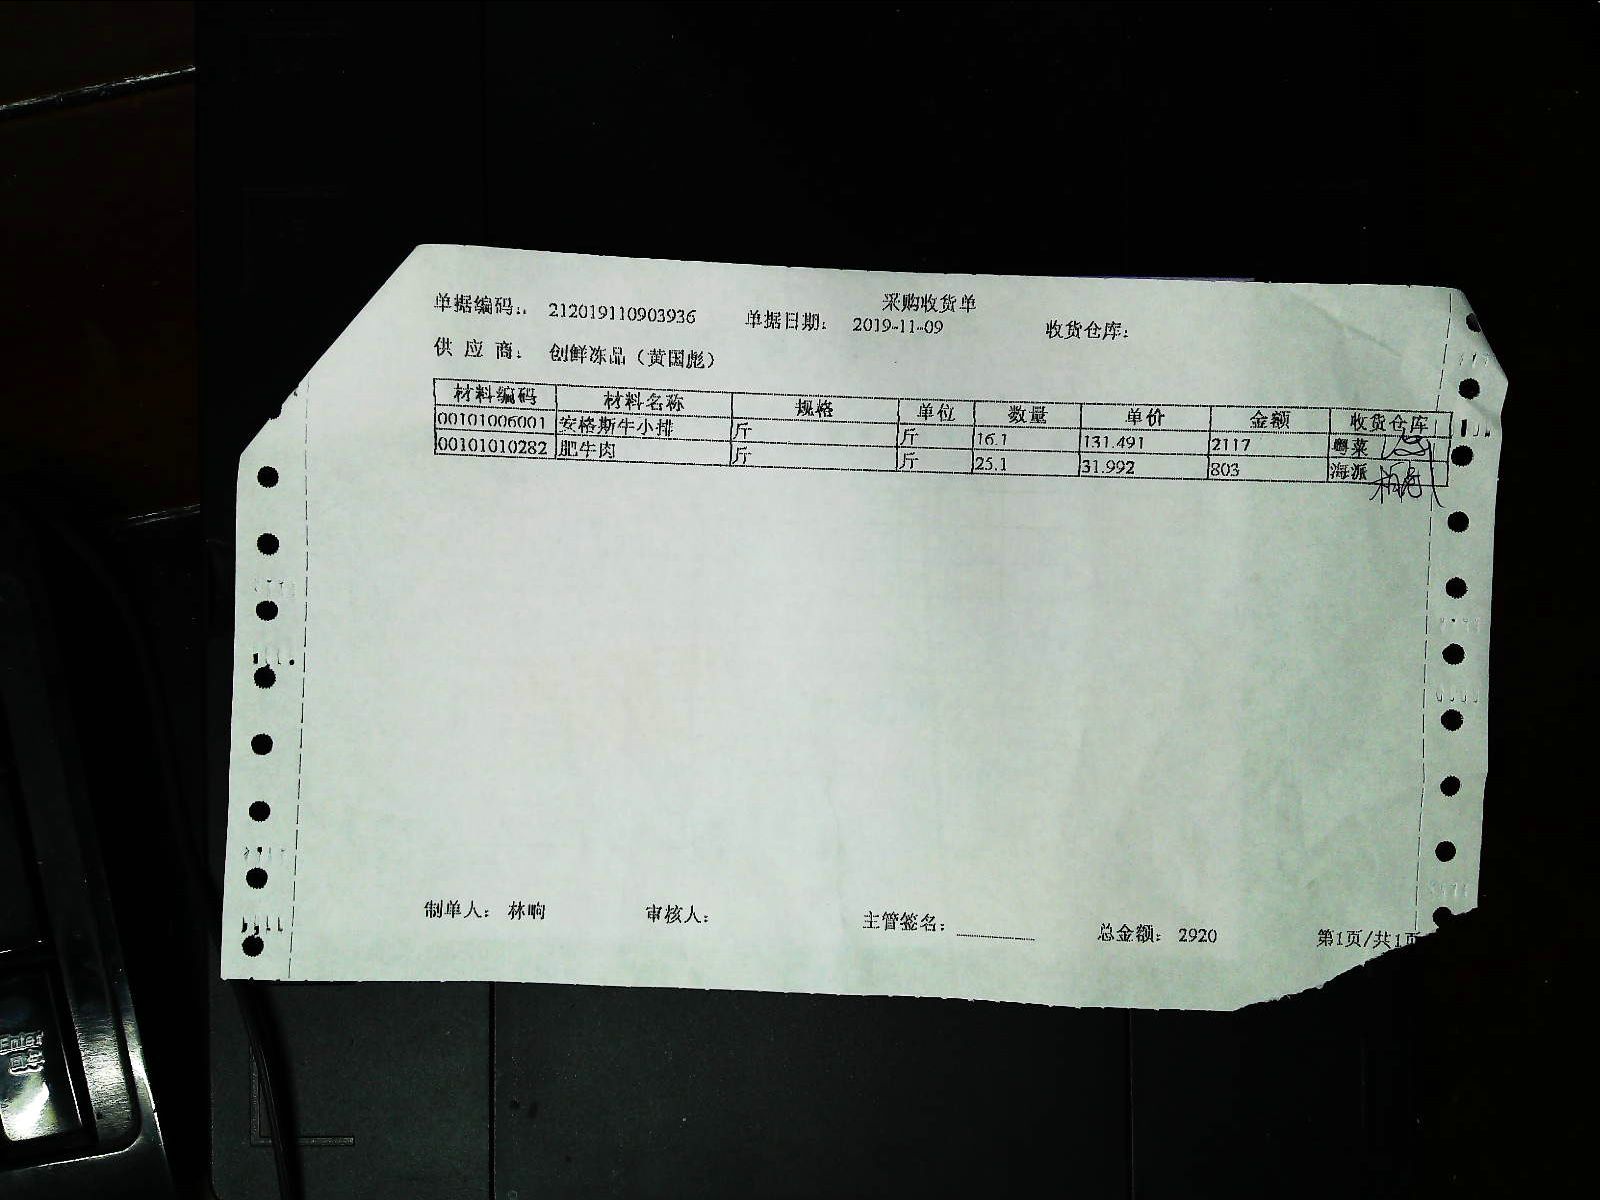 采购收货单
单据编码: 212019110903936 单据日期: 2019-11-09 收货仓库:
供 应 商: 创鲜冻品（黄国彪）
材料编码 材料名称 规格 单位 数量 单价 金额 收货仓库
00101006001 安格斯牛小排 斤 斤 16.1 131.491 2117 粤菜
00101010282 肥牛肉 斤 斤 25.1 31.992 803 海派
制单人: 林响 审核人: 主管签名: 总金额: 2920 第1页/共1页
Enter